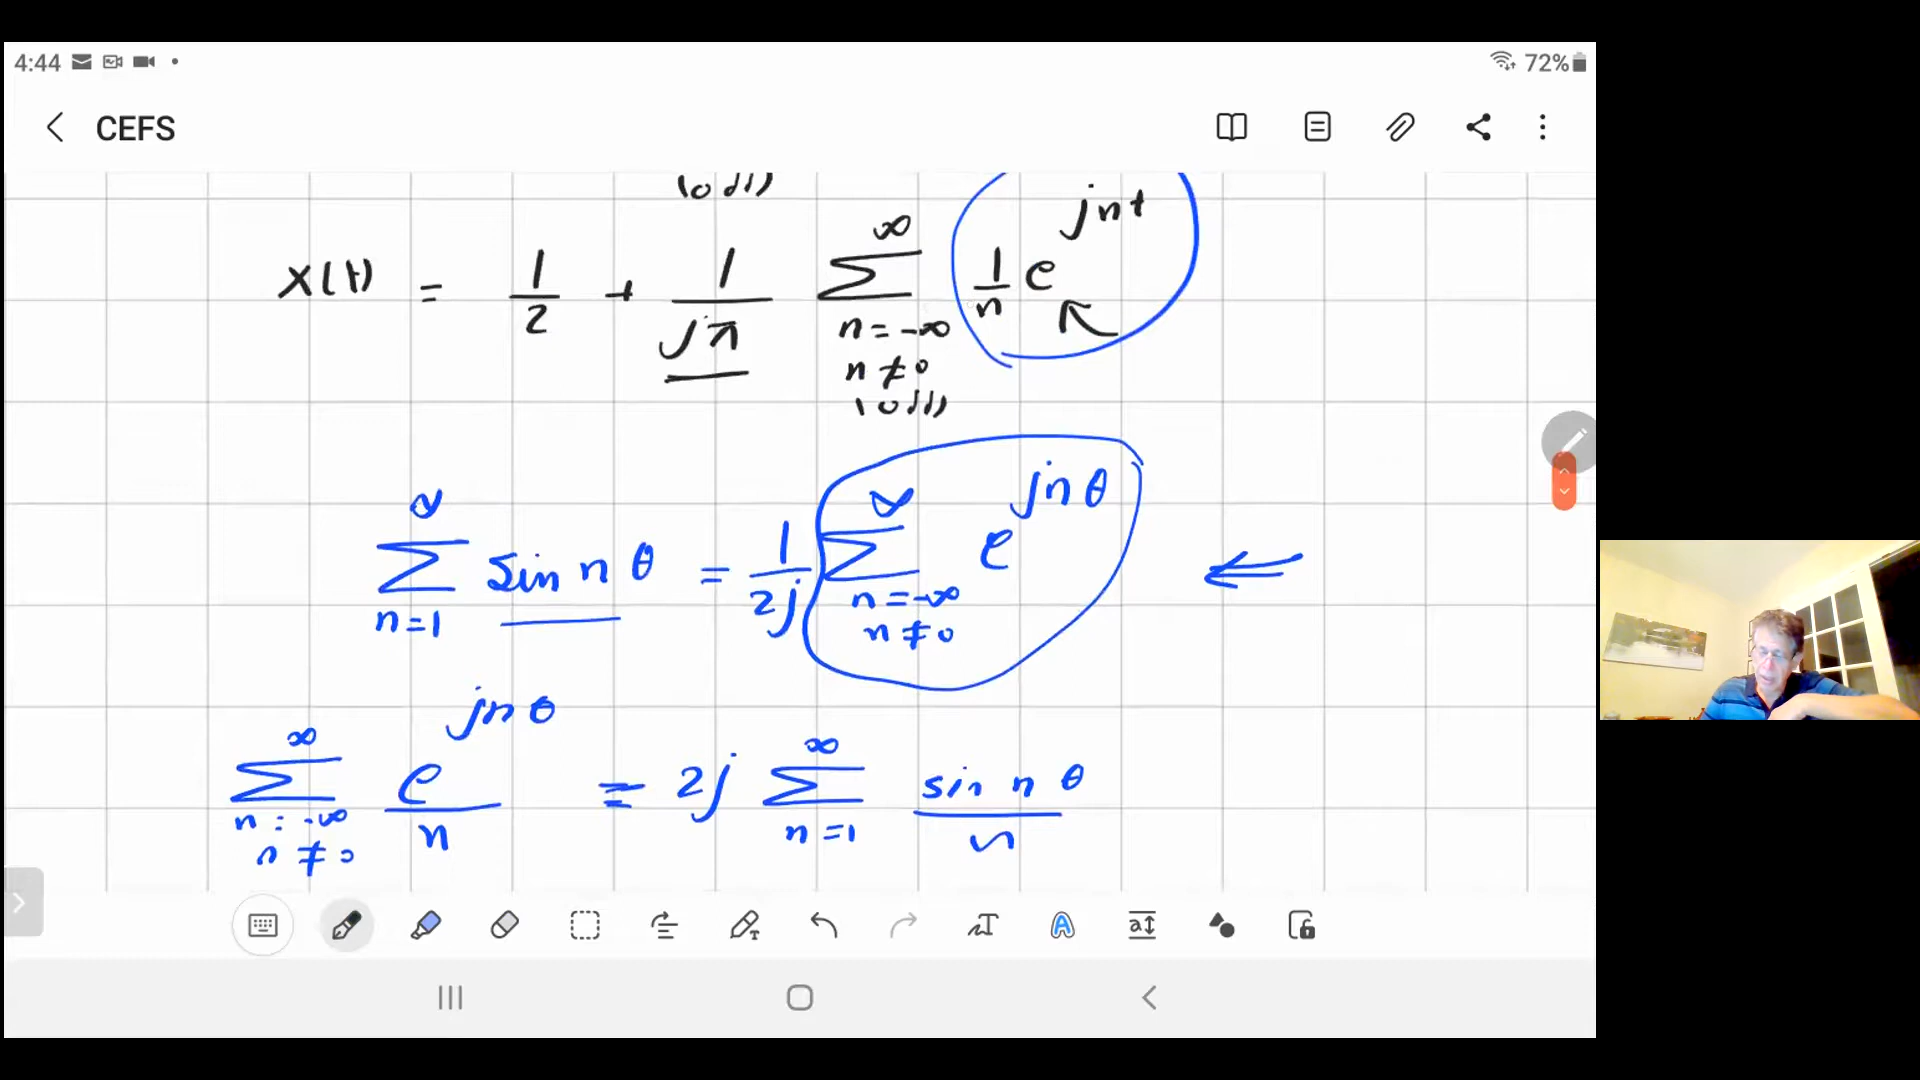 4:44 72%
CEFS
(odd)
x(t) = 1/2 + 1/jπ ∑ n=-∞ n≠0 (odd) ^∞ 1/n e^{jnt}
∑ n=1 ^∞ sin nθ = 1/2j ∑ n=-∞ n≠0 ^∞ e^{jnθ}
∑ n=-∞ n≠0 ^∞ e^{jnθ}/n = 2j ∑ n=1 ^∞ sin nθ/n